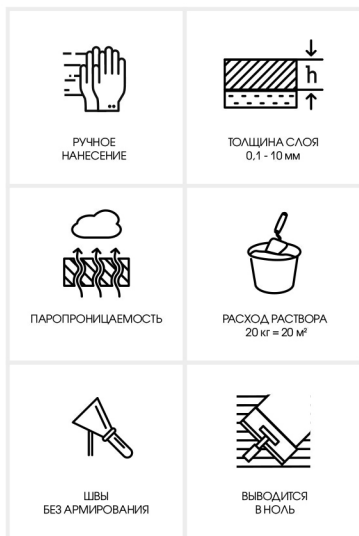 h
РУЧНОЕ
НАНЕСЕНИЕ
ТОЛЩИНА СЛОЯ
0,1 - 10 мм
ПАРОПРОНИЦАЕМОСТЬ
РАСХОД РАСТВОРА
20 кг = 20 м²
ШВЫ
БЕЗ АРМИРОВАНИЯ
ВЫВОДИТСЯ
В НОЛЬ